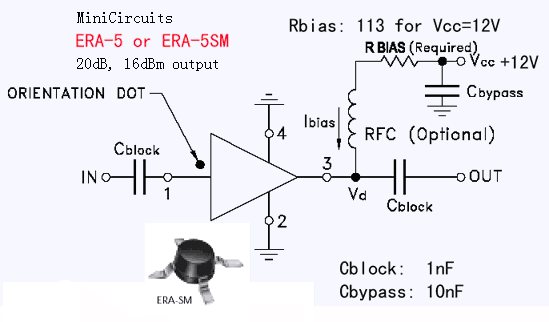 MiniCircuits
ERA-5 or ERA-5SM
20dB, 16dBm output
Rbias: 113 for Vcc=12V
R BIAS (Required)
Vcc +12V
Cbypass
ORIENTATION DOT
Ibias
RFC (Optional)
4
Cblock
3
IN
1
Vd
OUT
Cblock
2
ERA-SM
Cblock: 1nF
Cbypass: 10nF